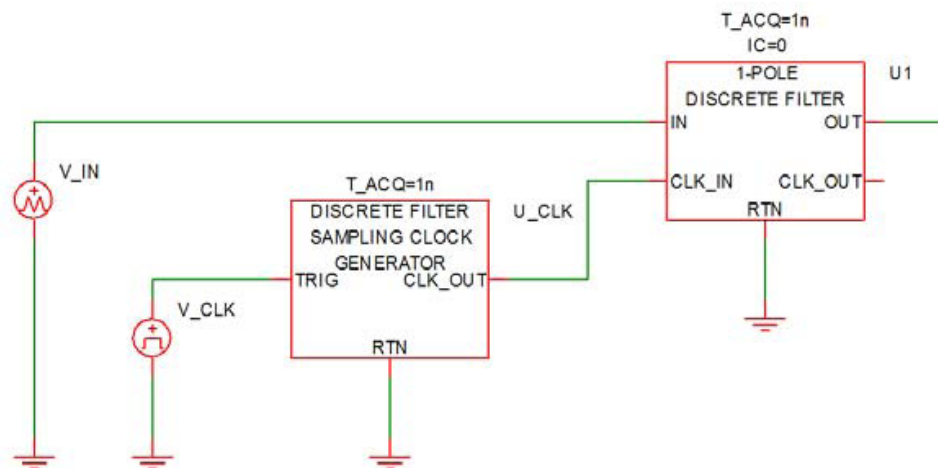 T_ACQ=1n
IC=0
1-POLE
DISCRETE FILTER
U1
IN
OUT
CLK_IN
CLK_OUT
RTN
V_IN
T_ACQ=1n
DISCRETE FILTER
SAMPLING CLOCK
GENERATOR
U_CLK
TRIG
CLK_OUT
RTN
V_CLK